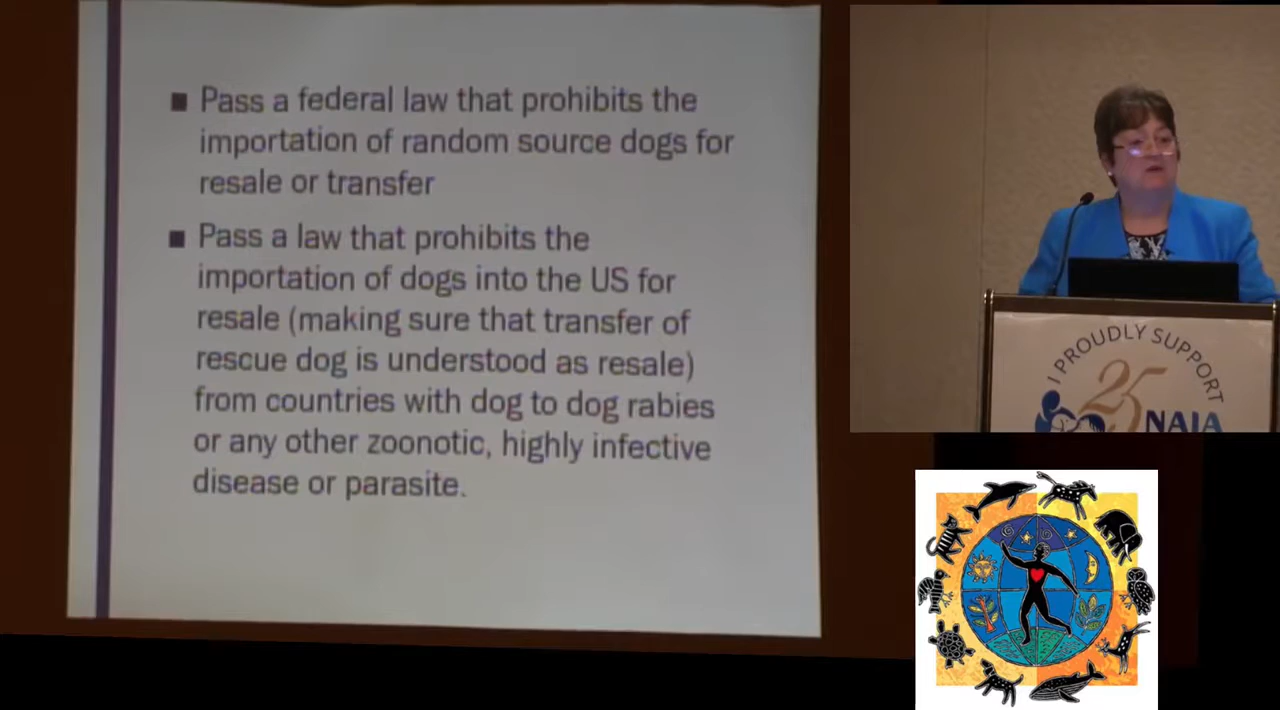 ■ Pass a federal law that prohibits the
importation of random source dogs for
resale or transfer
■ Pass a law that prohibits the
importation of dogs into the US for
resale (making sure that transfer of
rescue dog is understood as resale)
from countries with dog to dog rabies
or any other zoonotic, highly infective
disease or parasite.
I PROUDLY SUPPORT
25
NAIA